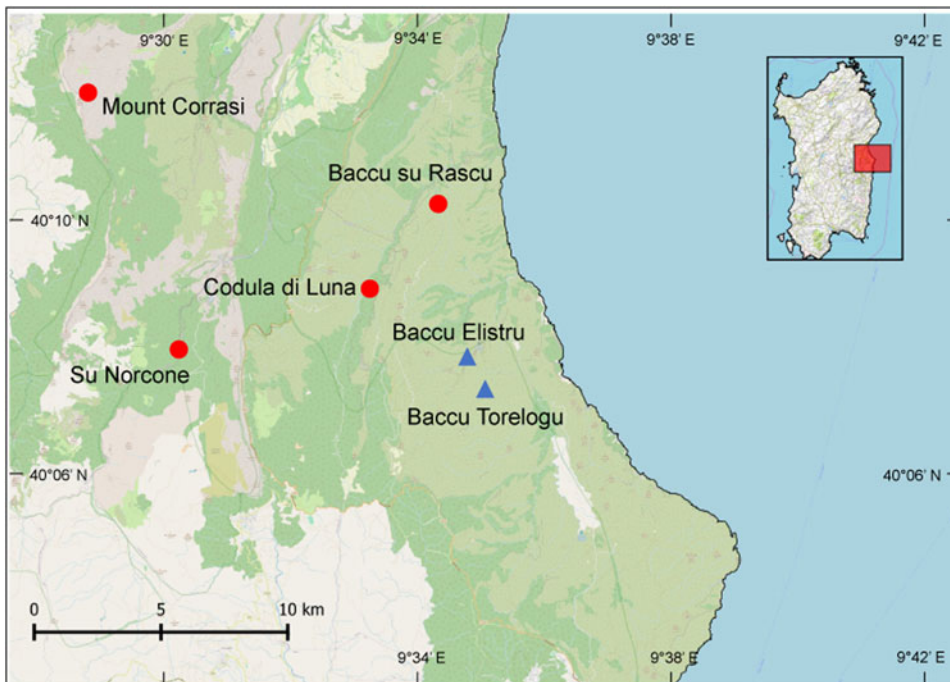 9°30' E
9°34' E
9°38' E
9°42' E
Mount Corrasi
Baccu su Rascu
40°10' N
Codula di Luna
Baccu Elistru
Su Norcone
Baccu Torelogu
40°06' N
40°06' N
0
5
10 km
9°34' E
9°38' E
9°42' E